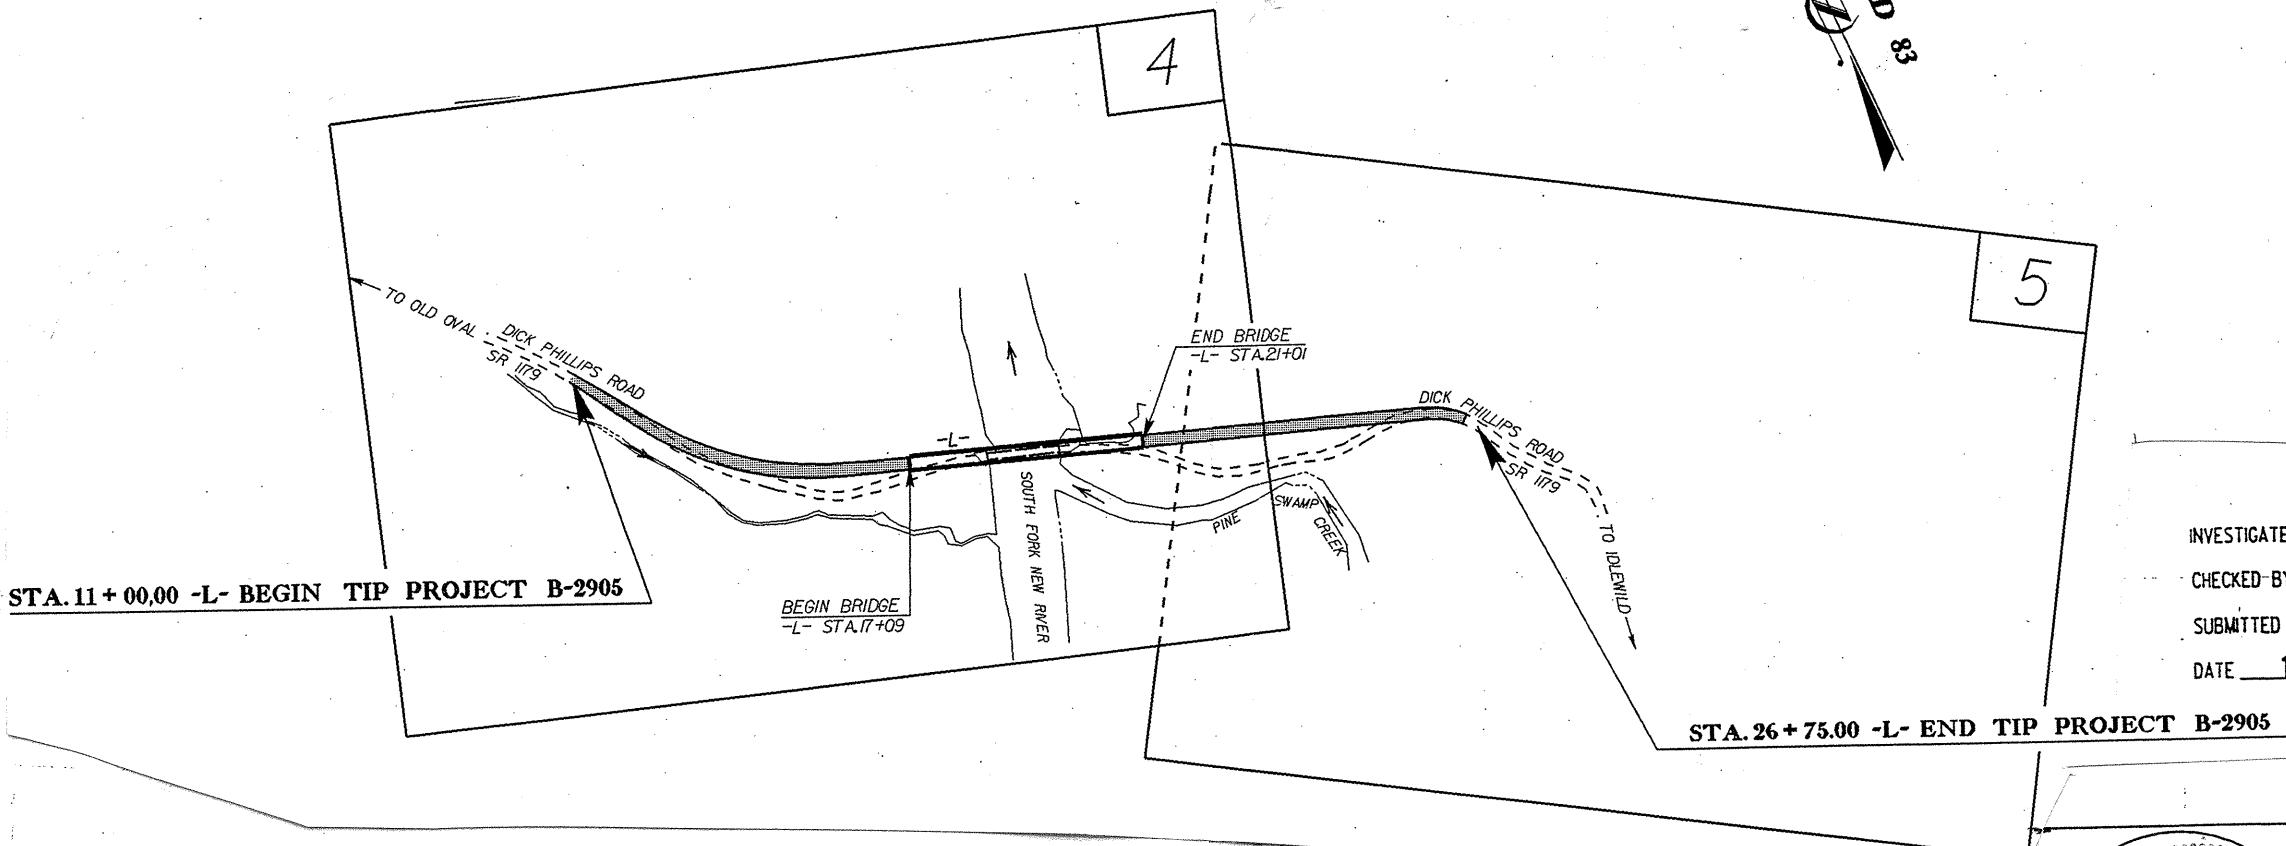 4
D 83
5
TO OLD OVAL
DICK PHILLIPS ROAD
SR 1179
END BRIDGE
-L- STA.21+01
-L-
DICK PHILLIPS ROAD
SR 1179
SOUTH FORK NEW RIVER
PINE SWAMP CREEK
TO IDLEWILD
STA. 11 + 00,00 -L- BEGIN TIP PROJECT B-2905
BEGIN BRIDGE
-L- STA.17+09
INVESTIGATE
CHECKED BY
SUBMITTED
DATE
STA. 26 + 75.00 -L- END TIP PROJECT B-2905